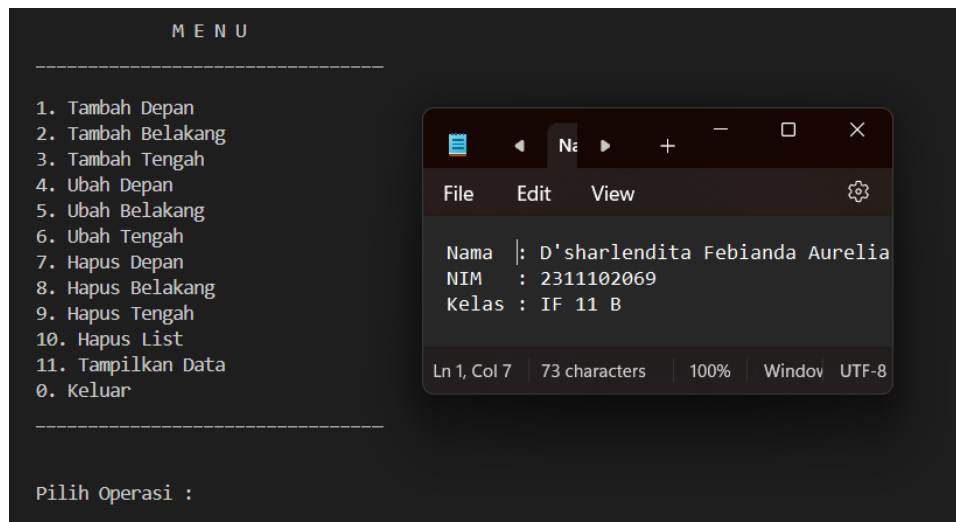 M E N U
1. Tambah Depan
2. Tambah Belakang
3. Tambah Tengah
4. Ubah Depan
5. Ubah Belakang
6. Ubah Tengah
7. Hapus Depan
8. Hapus Belakang
9. Hapus Tengah
10. Hapus List
11. Tampilkan Data
0. Keluar
Pilih Operasi :
Na
File Edit View
Nama : D'sharlendita Febianda Aurelia
NIM : 2311102069
Kelas : IF 11 B
Ln 1, Col 7 73 characters 100% Window UTF-8